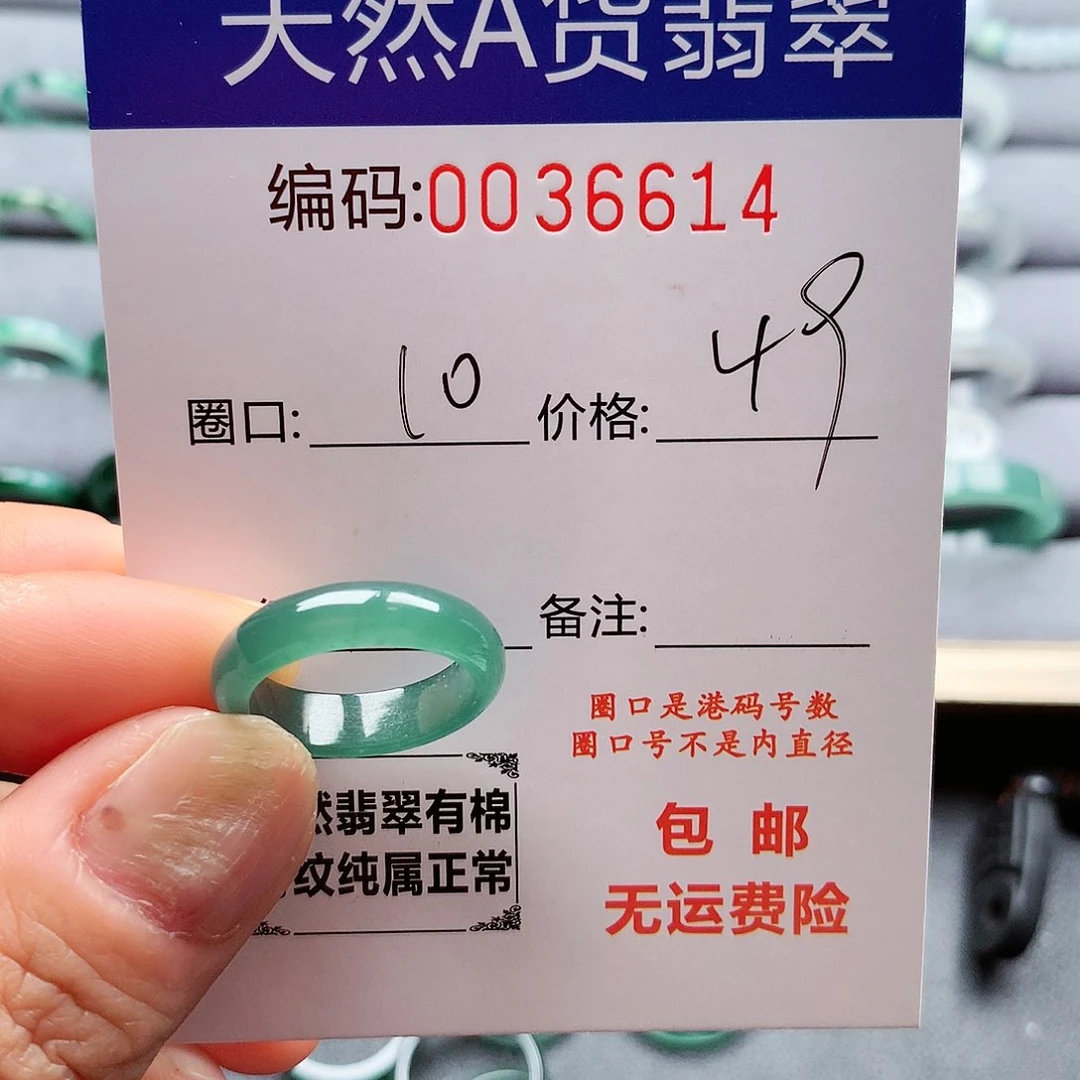 天然A货翡翠
编码:0036614
圈口: 10 价格: 49
备注:
圈口是港码号数
圈口号不是内直径
然翡翠有棉
纹纯属正常
包 邮
无运费险